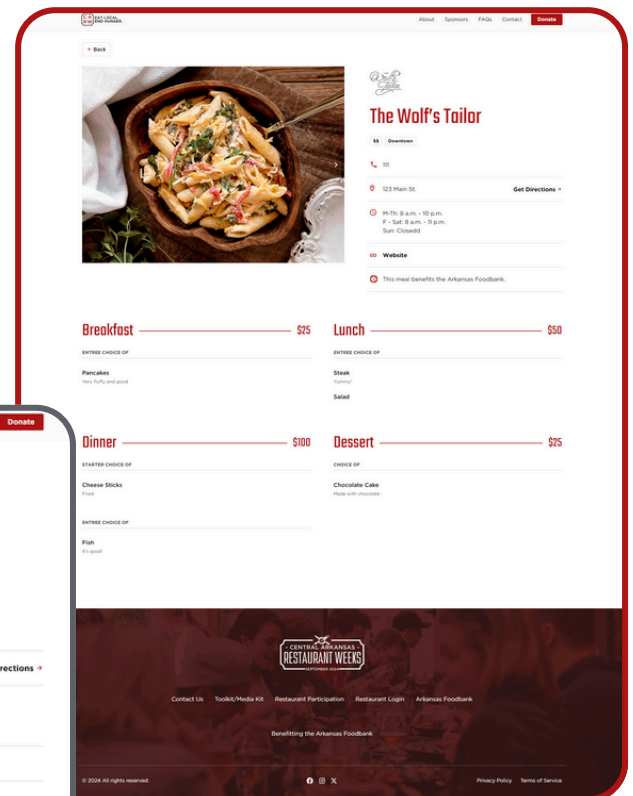 EAT LOCAL.
END HUNGER.
About Sponsors FAQs Contact Donate
Back
The Wolf's Tailor
$$ Downtown
111
123 Main St. Get Directions →
M-Th: 8 a.m. - 10 p.m.
F - Sat: 8 a.m. - 11 p.m.
Sun: Closedd
Website
This meal benefits the Arkansas Foodbank.
Breakfast $25
ENTREE CHOICE OF
Pancakes
Very fluffy and good
Lunch $50
ENTREE CHOICE OF
Steak
Yummy!
Salad
Dinner $100
STARTER CHOICE OF
Cheese Sticks
Fried
ENTREE CHOICE OF
Fish
It's good
Dessert $25
CHOICE OF
Chocolate Cake
Made with chocolate
Donate
rections →
CENTRAL ARKANSAS
RESTAURANT WEEKS
SEPTEMBER 2024
Contact Us Toolkit/Media Kit Restaurant Participation Restaurant Login Arkansas Foodbank
Benefitting the Arkansas Foodbank
© 2024 All rights reserved.
Privacy Policy Terms of Service